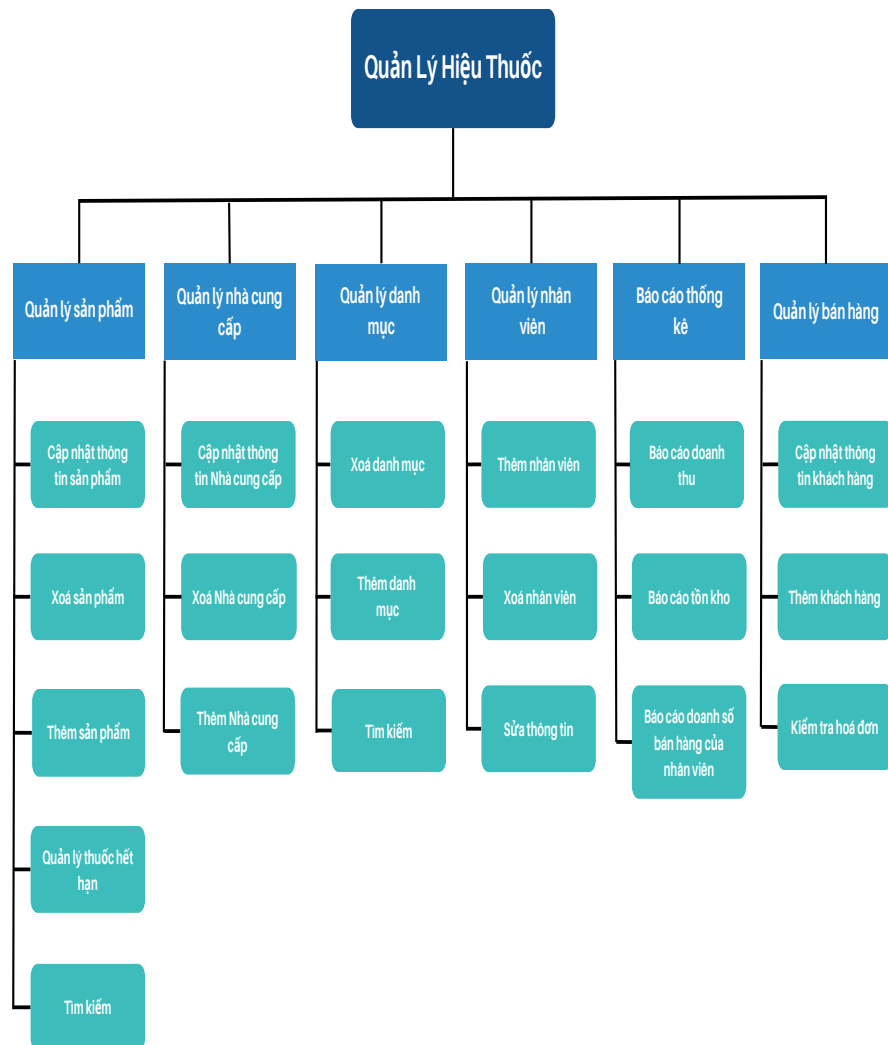 Quản Lý Hiệu Thuốc
Quản lý sản phẩm
Quản lý nhà cung
cấp
Quản lý danh
mục
Quản lý nhân
viên
Báo cáo thống
kê
Quản lý bán hàng
Cập nhật thông
tin sản phẩm
Xoá sản phẩm
Thêm sản phẩm
Quản lý thuốc hết
hạn
Tìm kiếm
Cập nhật thông
tin Nhà cung cấp
Xoá Nhà cung cấp
Thêm Nhà cung
cấp
Xoá danh mục
Thêm danh
mục
Tìm kiếm
Thêm nhân viên
Xoá nhân viên
Sửa thông tin
Báo cáo doanh
thu
Báo cáo tồn kho
Báo cáo doanh số
bán hàng của
nhân viên
Cập nhật thông
tin khách hàng
Thêm khách hàng
Kiểm tra hoá đơn